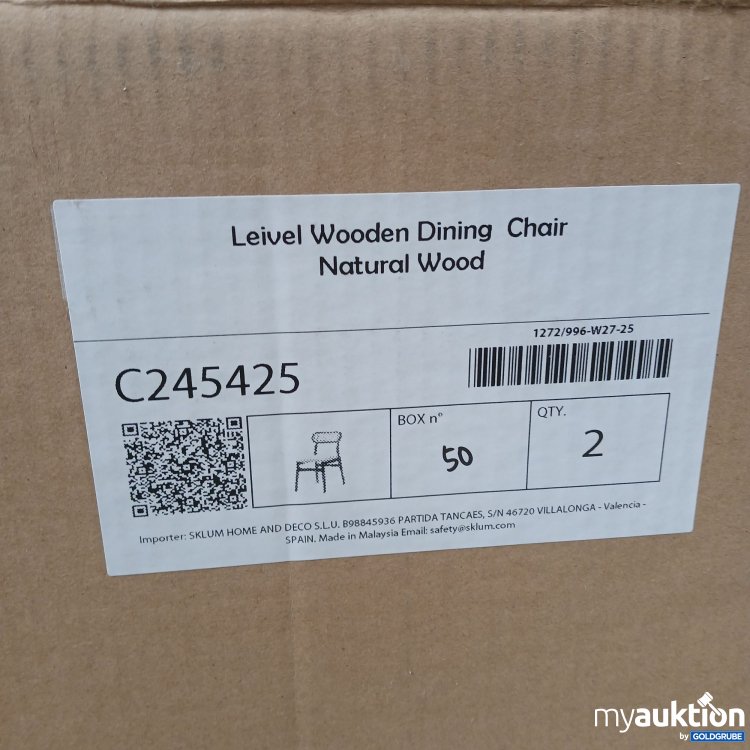 Leivel Wooden Dining Chair
Natural Wood
1272/996-W27-25
C245425
BOX nº
50
QTY.
2
Importer: SKLUM HOME AND DECO S.L.U. B98845936 PARTIDA TANCAES, S/N 46720 VILLALONGA - Valencia -
SPAIN. Made in Malaysia Email: safety@sklum.com
myauktion
by GOLDGRUBE